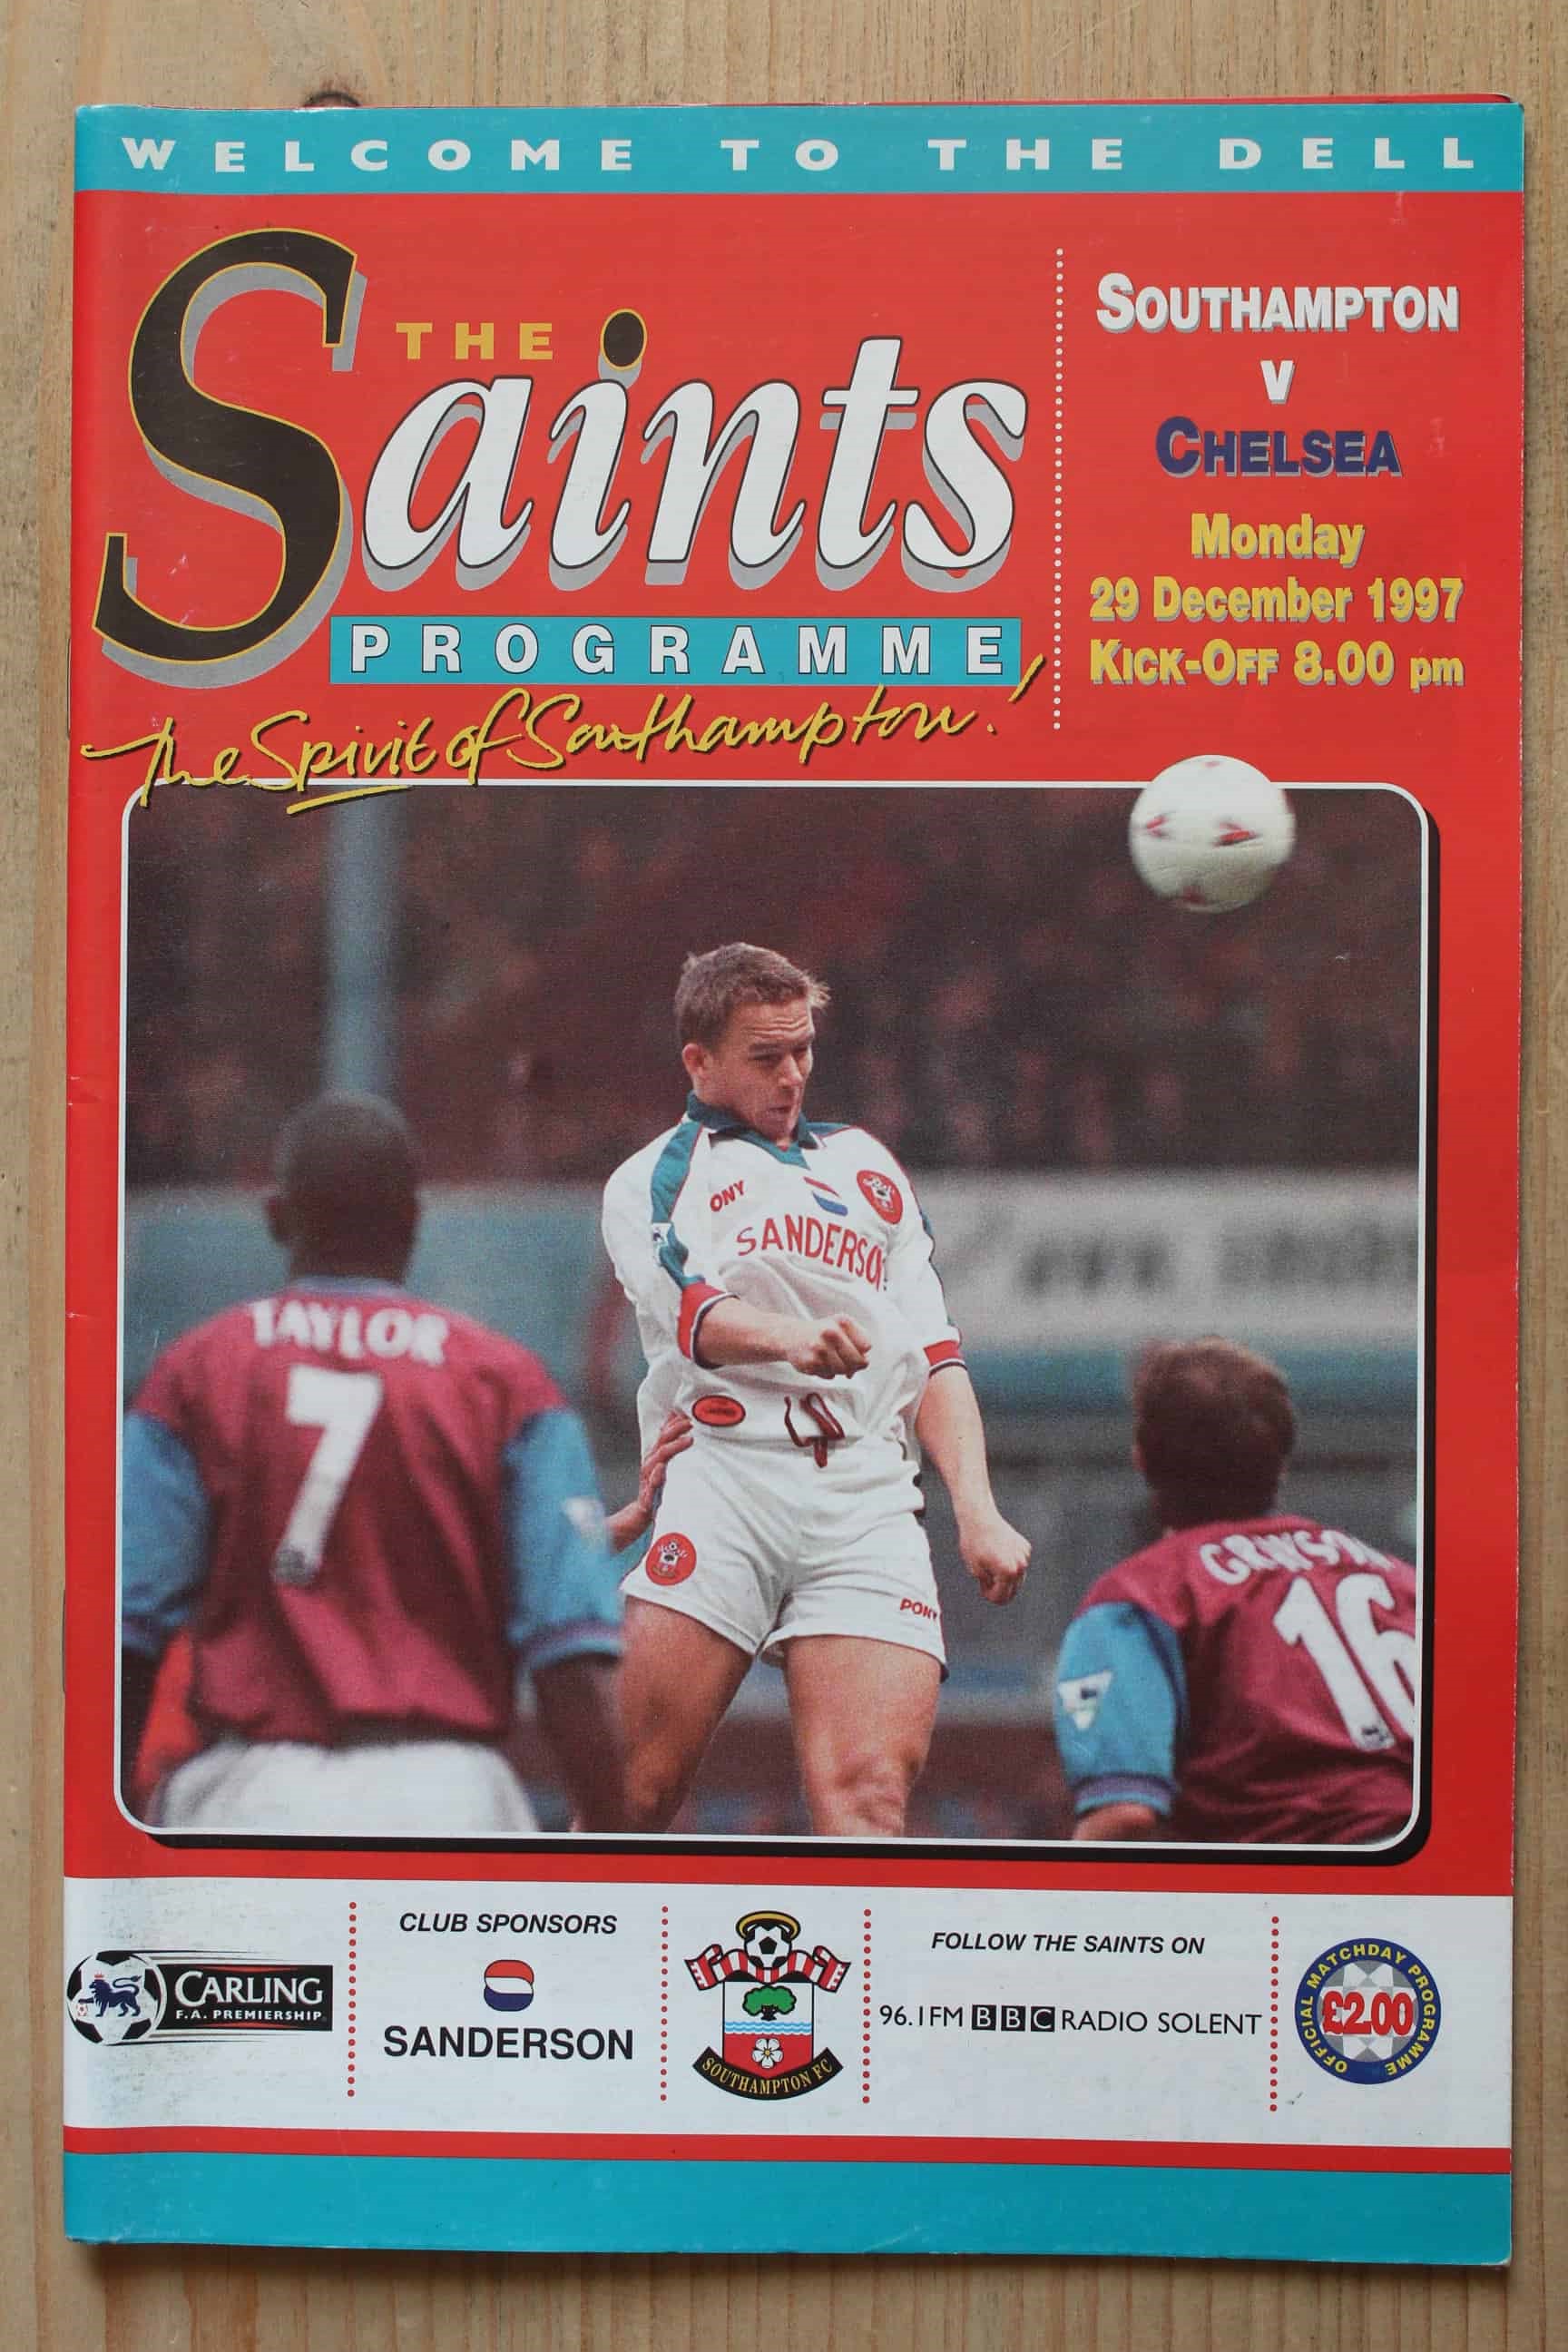 WELCOME TO THE DELL
THE
Saints
PROGRAMME
The Spirit of Southampton!
SOUTHAMPTON
V
CHELSEA
Monday
29 December 1997
KICK-OFF 8.00 pm
ONY
SANDERSO
TAYLOR
7
PONY
16
CARLING
F.A. PREMIERSHIP
CLUB SPONSORS
SANDERSON
SOUTHAMPTON FC
FOLLOW THE SAINTS ON
96.1FM BBC RADIO SOLENT
OFFICIAL MATCHDAY PROGRAMME
£2.00